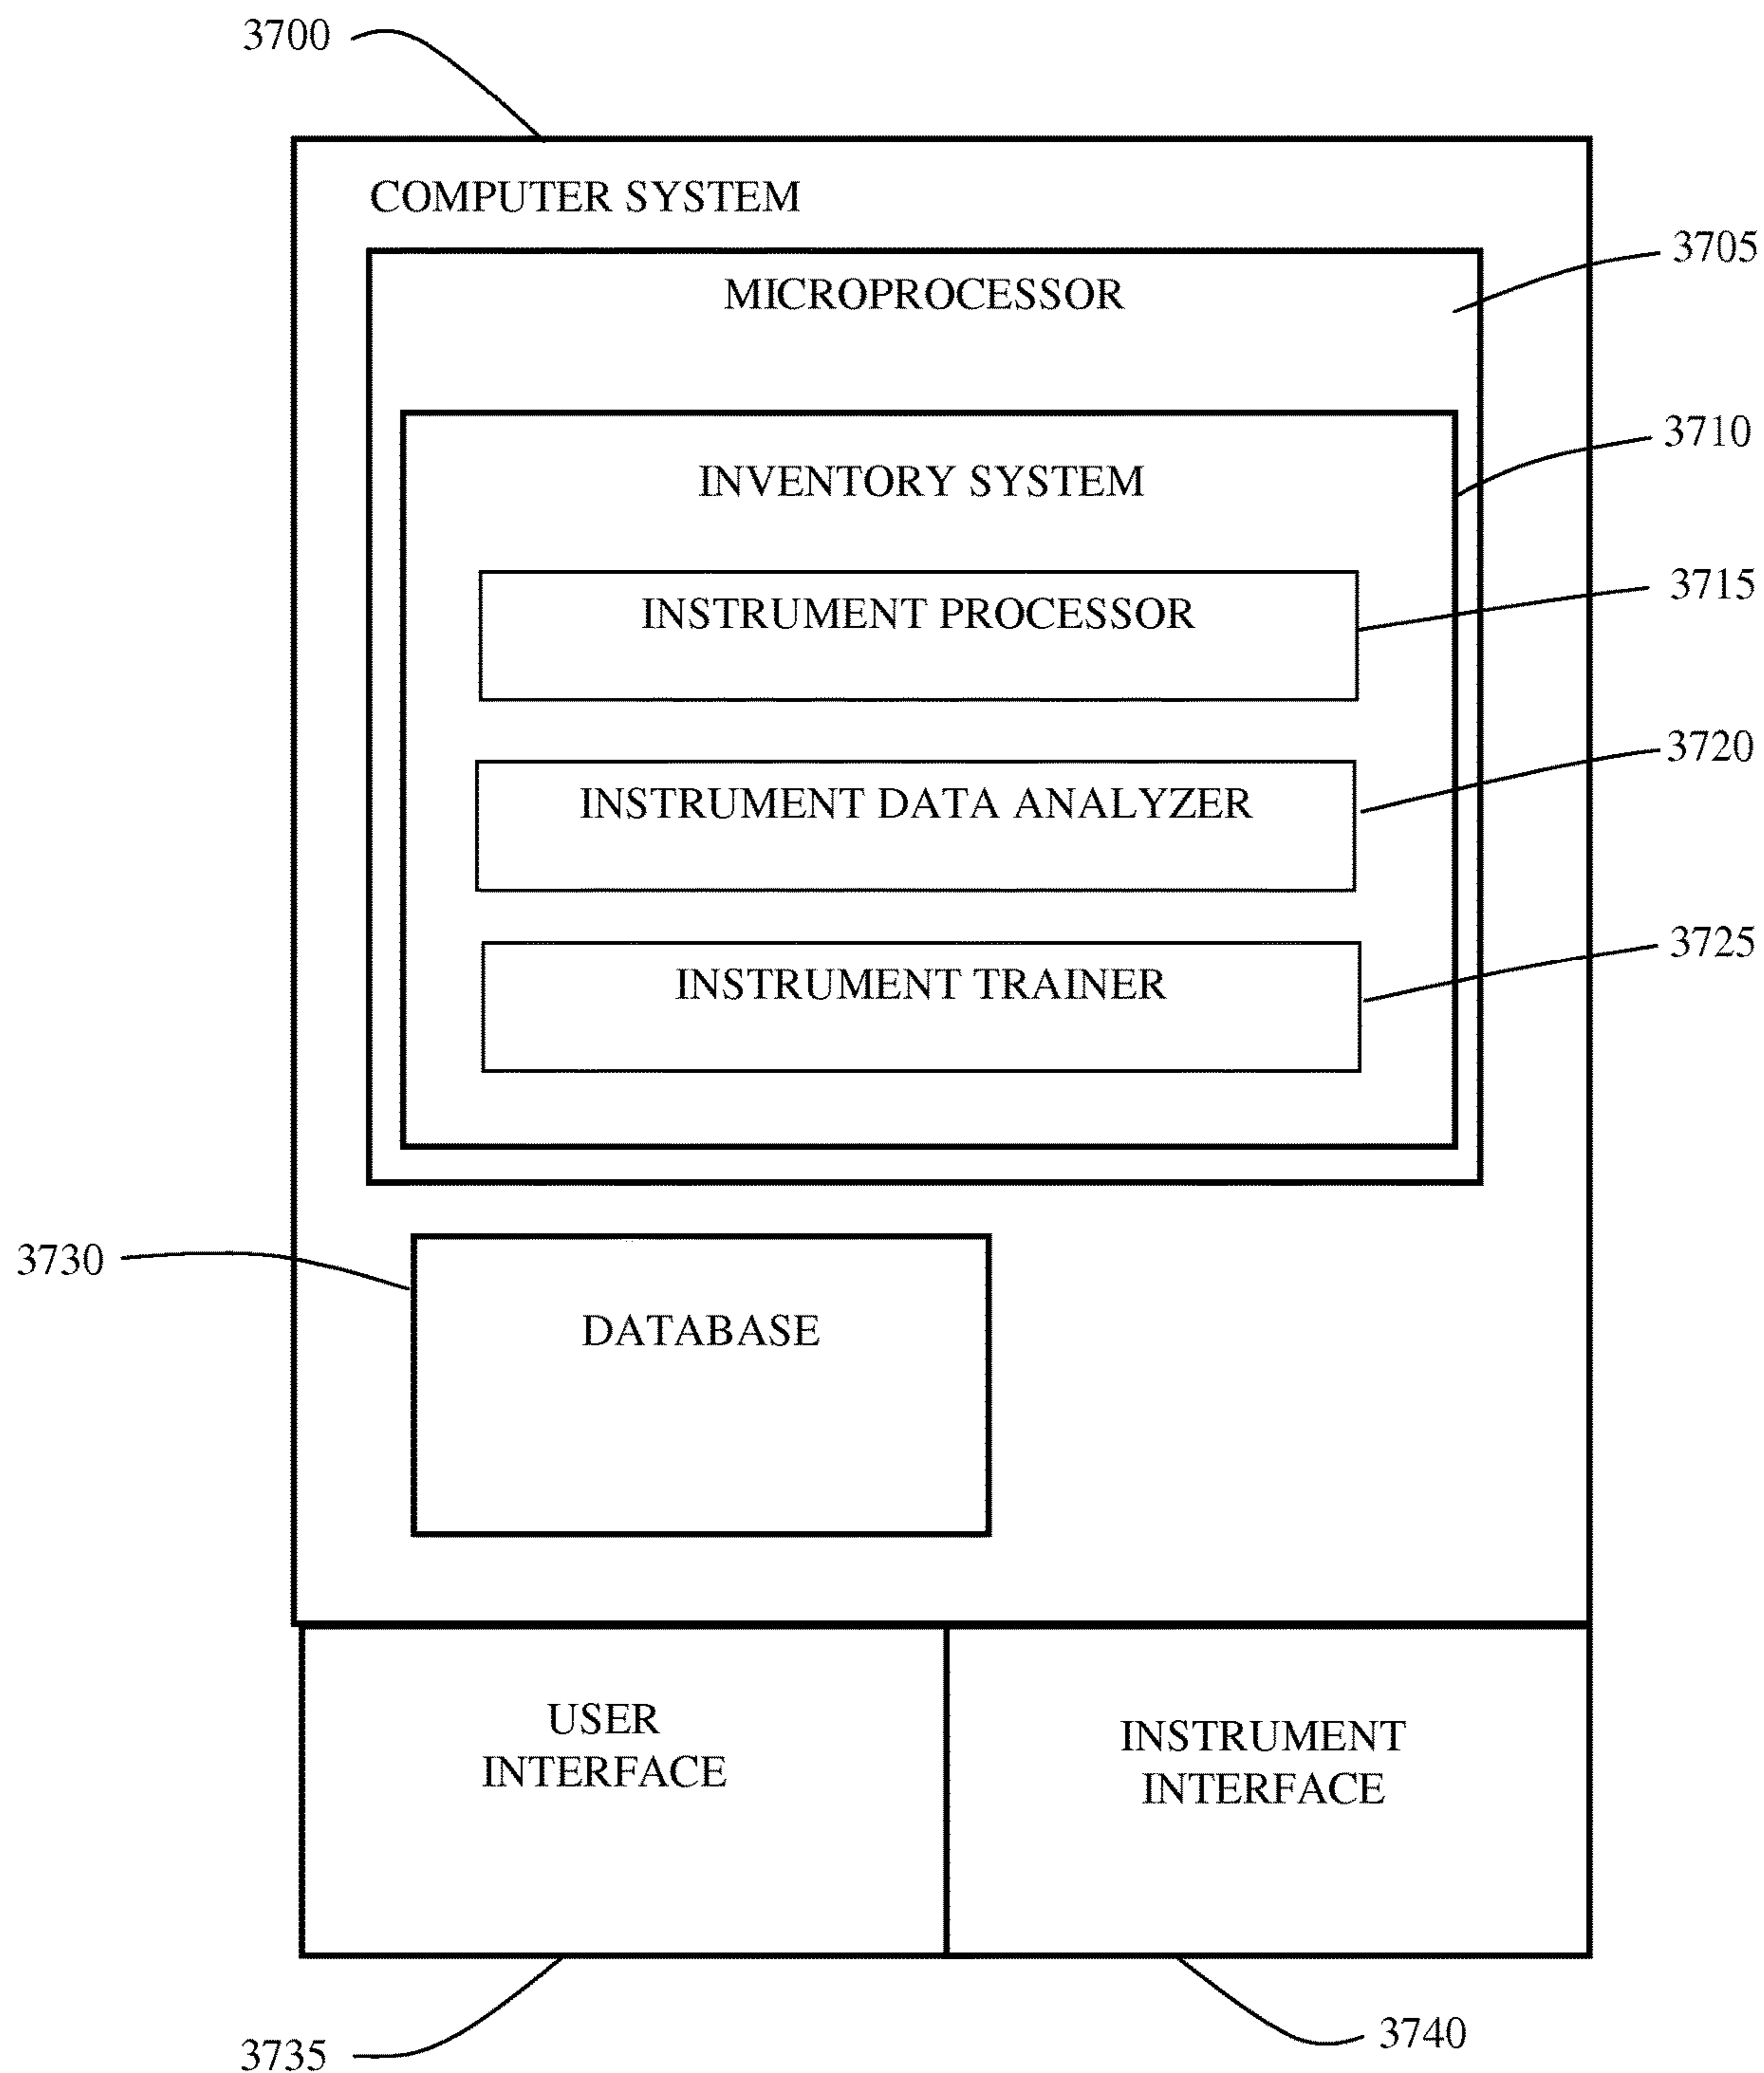 3700
COMPUTER SYSTEM
3705
MICROPROCESSOR
3710
INVENTORY SYSTEM
3715
INSTRUMENT PROCESSOR
3720
INSTRUMENT DATA ANALYZER
3725
INSTRUMENT TRAINER
3730
DATABASE
USER
INTERFACE
INSTRUMENT
INTERFACE
3735
3740